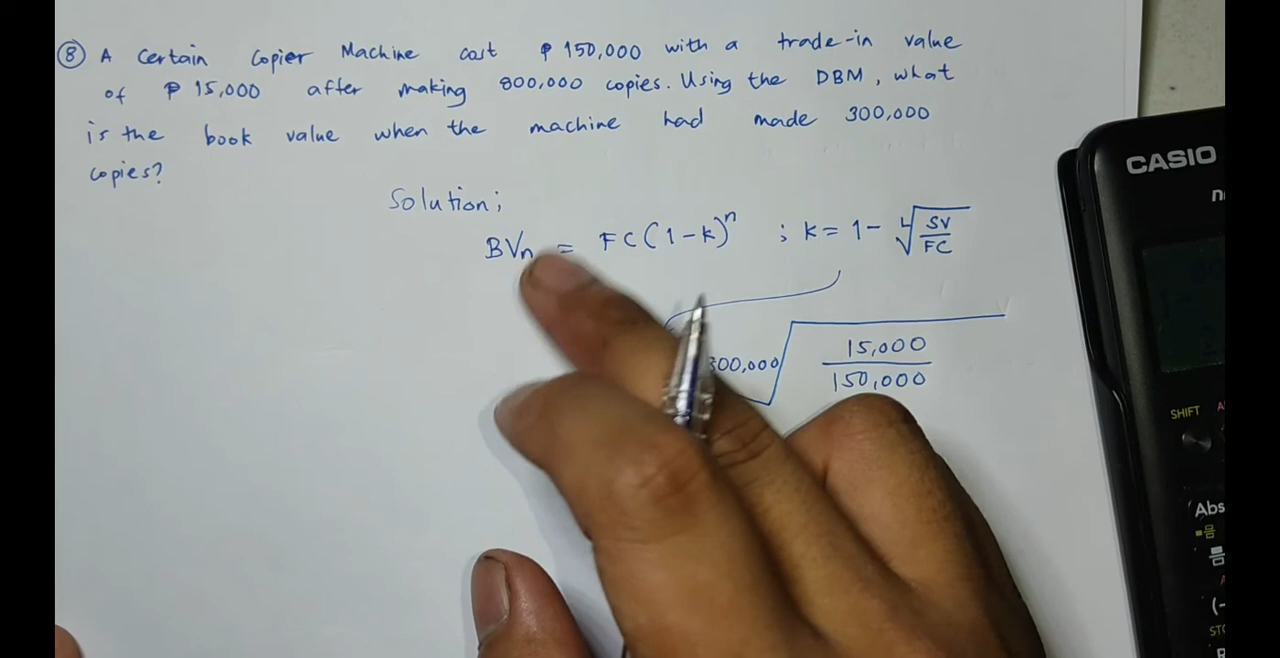 ⑧ A Certain Copier Machine cost ₱ 150,000 with a trade-in value
of ₱ 15,000 after making 800,000 copies. Using the DBM, what
is the book value when the machine had made 300,000
copies?
Solution;
BVn = FC(1-k)^n ; k = 1- ᴸ√(SV/FC)
15,000
150,000
CASIO
SHIFT
Abs
(-